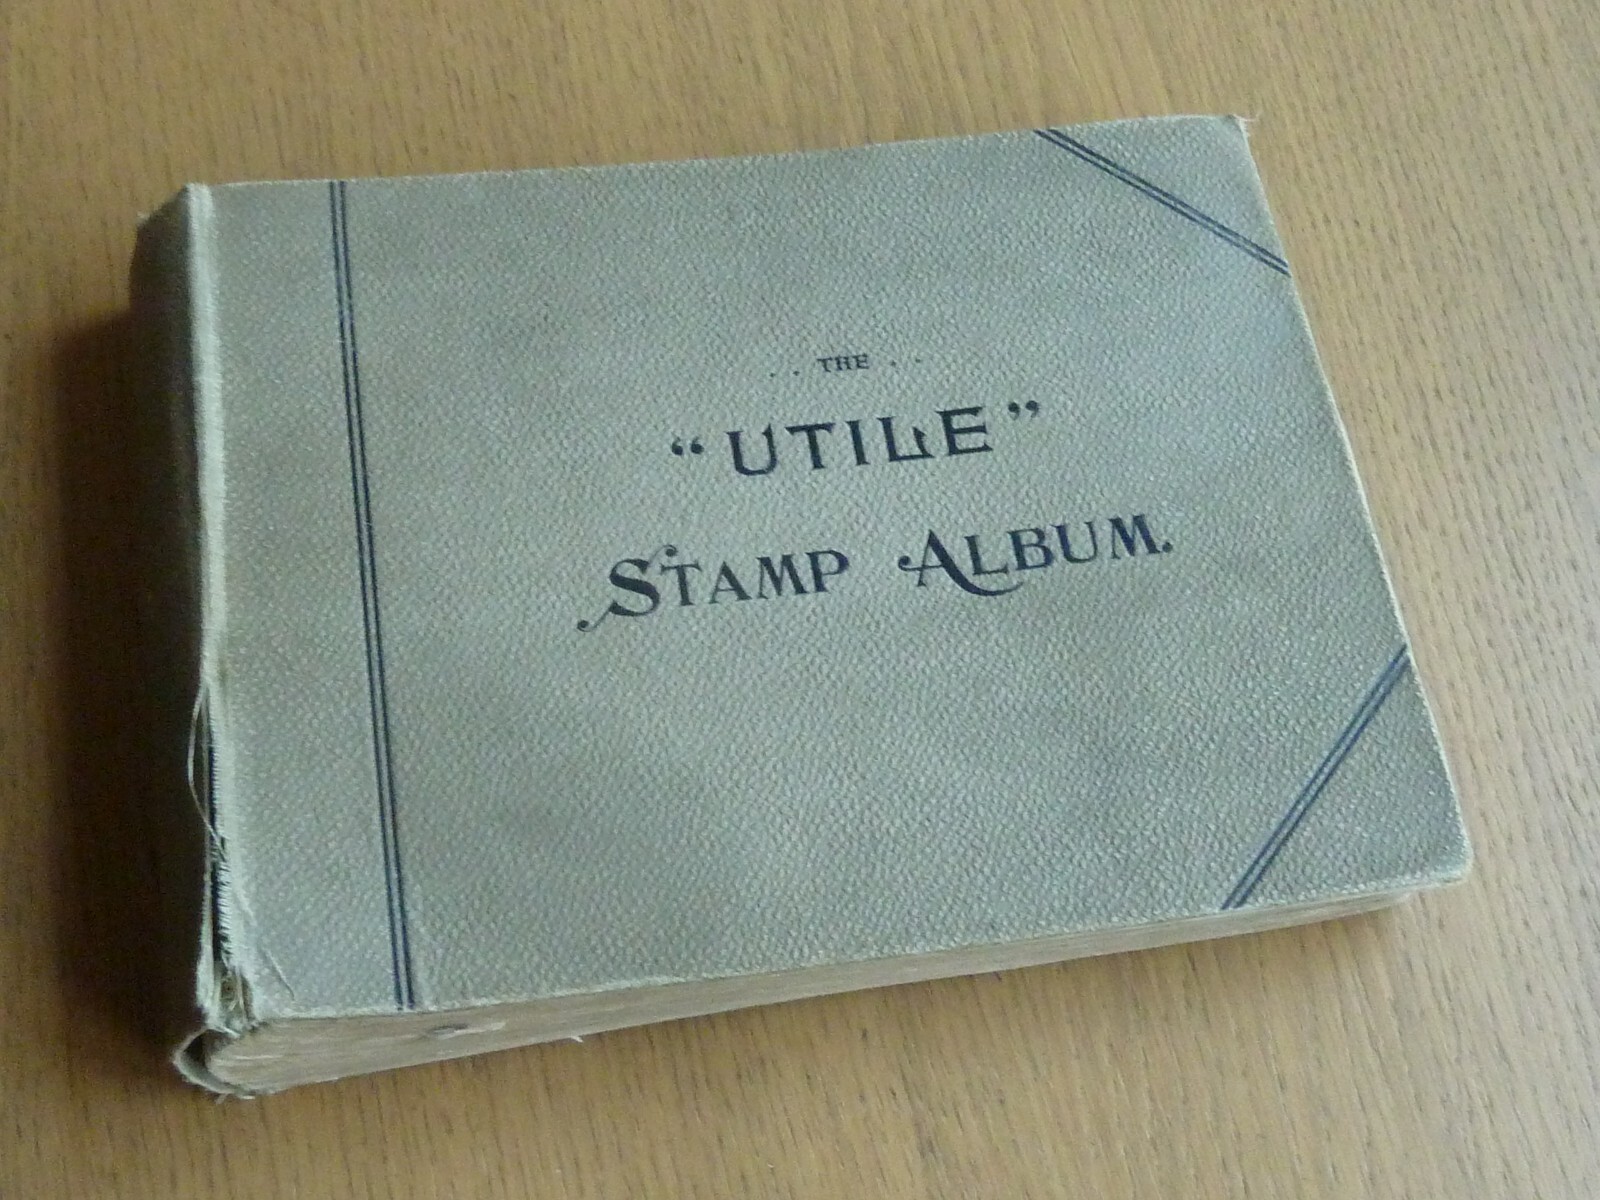 . . THE . .
“UTILE”
STAMP ALBUM.